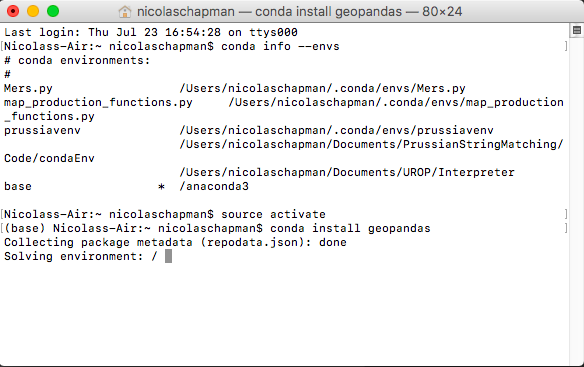 nicolaschapman — conda install geopandas — 80×24
Last login: Thu Jul 23 16:54:28 on ttys000
[Nicolass-Air:~ nicolaschapman$ conda info --envs ]
# conda environments:
#
Mers.py /Users/nicolaschapman/.conda/envs/Mers.py
map_production_functions.py /Users/nicolaschapman/.conda/envs/map_production
_functions.py
prussiavenv /Users/nicolaschapman/.conda/envs/prussiavenv
/Users/nicolaschapman/Documents/PrussianStringMatching/
Code/condaEnv
/Users/nicolaschapman/Documents/UROP/Interpreter
base * /anaconda3
[Nicolass-Air:~ nicolaschapman$ source activate ]
[(base) Nicolass-Air:~ nicolaschapman$ conda install geopandas ]
Collecting package metadata (repodata.json): done
Solving environment: /